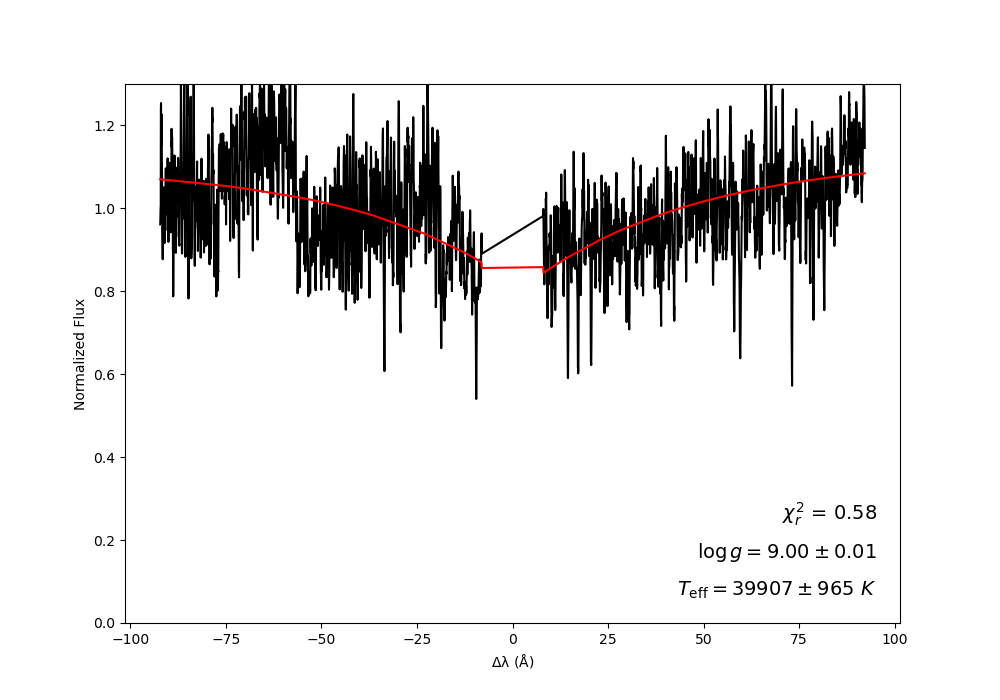 1.2
1.0
0.8
0.6
0.4
0.2
0.0
Normalized Flux
χ²ᵣ = 0.58
log g = 9.00 ± 0.01
T_eff = 39907 ± 965 K
−100 −75 −50 −25 0 25 50 75 100
Δλ (Å)